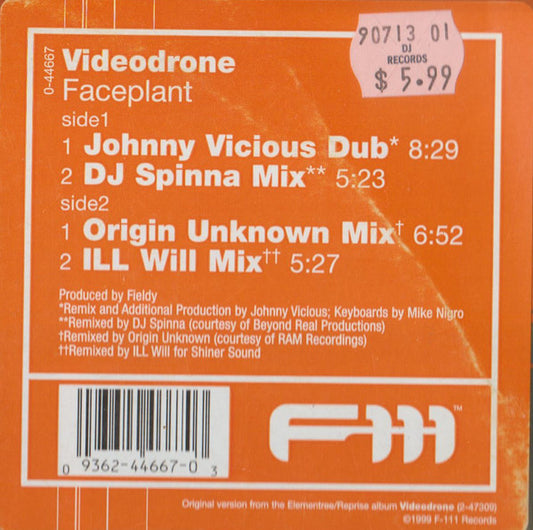 0-44667
Videodrone
Faceplant
90713 01
DJ
RECORDS
$ 5.99
side1
1 Johnny Vicious Dub* 8:29
2 DJ Spinna Mix** 5:23
side2
1 Origin Unknown Mix† 6:52
2 ILL Will Mix†† 5:27
Produced by Fieldy
*Remix and Additional Production by Johnny Vicious; Keyboards by Mike Nigro
**Remixed by DJ Spinna (courtesy of Beyond Real Productions)
†Remixed by Origin Unknown (courtesy of RAM Recordings)
††Remixed by ILL Will for Shiner Sound
0 9362-44667-0 3
F-111™
Original version from the Elementree/Reprise album Videodrone (2-47309)
©1999 F-111 Records